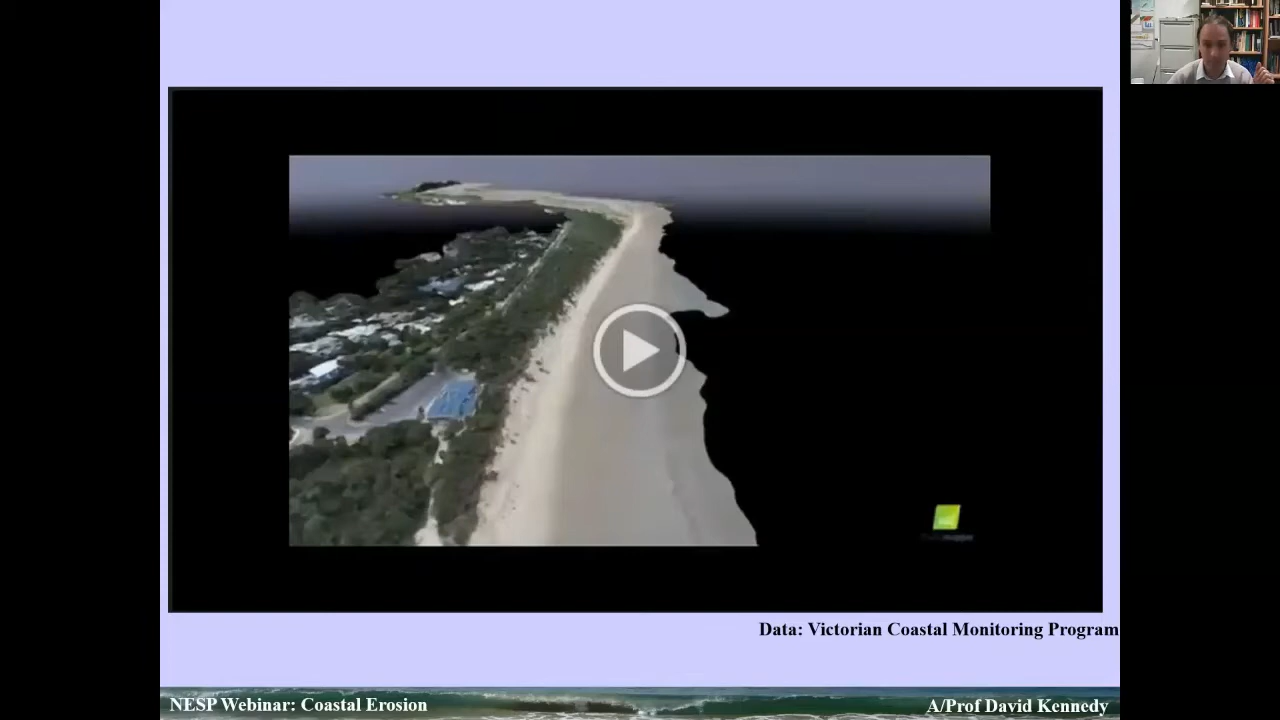 Data: Victorian Coastal Monitoring Program
NESP Webinar: Coastal Erosion
A/Prof David Kennedy